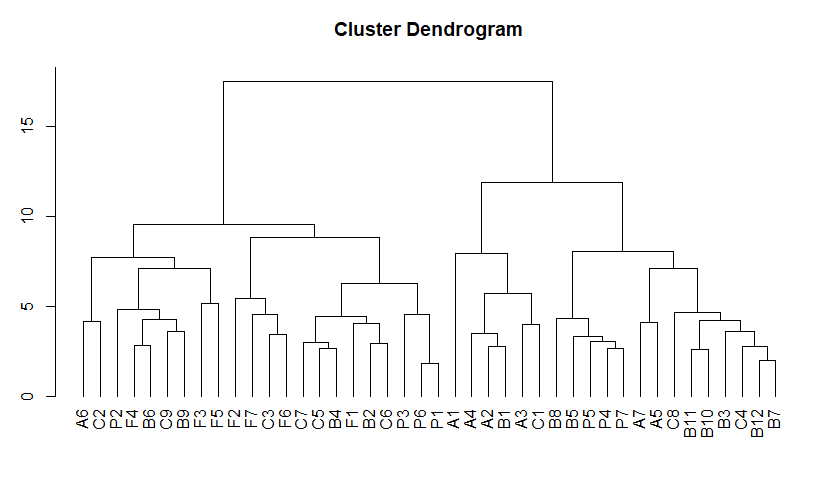 Cluster Dendrogram
15
10
5
0
A6 C2 P2 F4 B6 C9 B9 F3 F5 F2 F7 C3 F6 C7 C5 B4 F1 B2 C6 P3 P6 P1 A1 A4 A2 B1 A3 C1 B8 B5 P5 P4 P7 A7 A5 C8 B11 B10 B3 C4 B12 B7